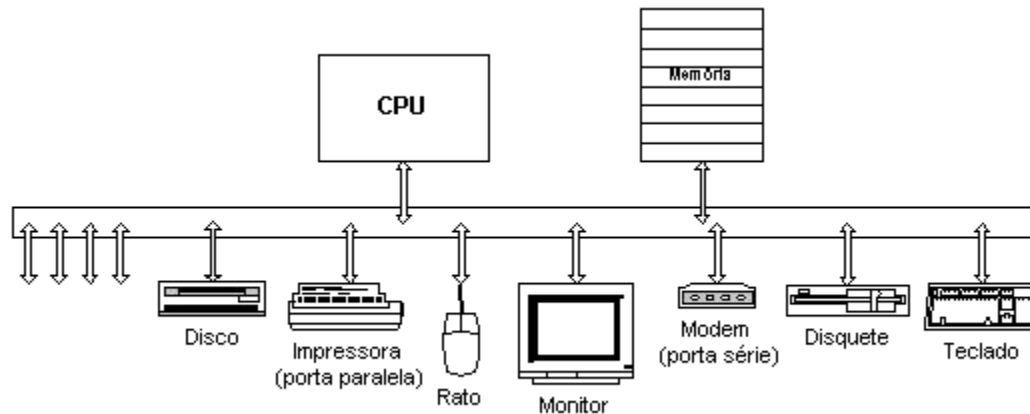 CPU
Memória
Disco
Impressora
(porta paralela)
Rato
Monitor
Modem
(porta série)
Disquete
Teclado